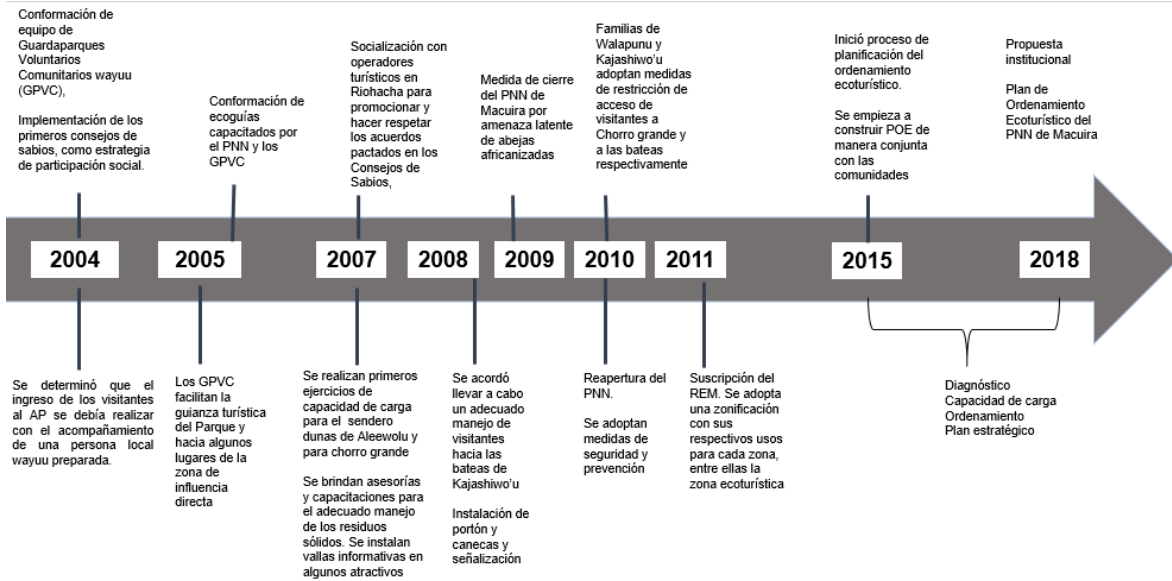 Conformación de
equipo de
Guardaparques
Voluntarios
Comunitarios wayuu
(GPVC),
Implementación de los
primeros consejos de
sabios, como estrategia
de participación social.
Conformación de
ecoguías
capacitados por
el PNN y los
GPVC
Socialización con
operadores
turísticos en
Riohacha para
promocionar y
hacer respetar
los acuerdos
pactados en los
Consejos de
Sabios,
Medida de cierre
del PNN de
Macuira por
amenaza latente
de abejas
africanizadas
Familias de
Walapunu y
Kajashiwo'u
adoptan medidas
de restricción de
acceso de
visitantes a
Chorro grande y
a las bateas
respectivamente
Inició proceso de
planificación del
ordenamiento
ecoturístico.
Se empieza a
construir POE de
manera conjunta
con las
comunidades
Propuesta
institucional
Plan de
Ordenamiento
Ecoturístico del
PNN de Macuira
2004
2005
2007
2008
2009
2010
2011
2015
2018
Se determinó que el
ingreso de los visitantes
al AP se debía realizar
con el acompañamiento
de una persona local
wayuu preparada.
Los GPVC
facilitan la
guianza turística
del Parque y
hacia algunos
lugares de la
zona de
influencia
directa
Se realizan primeros
ejercicios de
capacidad de carga
para el sendero
dunas de Aleewolu y
para chorro grande
Se brindan asesorías
y capacitaciones para
el adecuado manejo
de los residuos
sólidos. Se instalan
vallas informativas en
algunos atractivos
Se acordó
llevar a cabo
un adecuado
manejo de
visitantes
hacia las
bateas de
Kajashiwo'u
Instalación de
portón y
canecas y
señalización
Reapertura del
PNN.
Se adoptan
medidas de
seguridad y
prevención
Suscripción del
REM. Se adopta
una zonificación
con sus
respectivos usos
para cada zona,
entre ellas la
zona ecoturística
Diagnóstico
Capacidad de carga
Ordenamiento
Plan estratégico